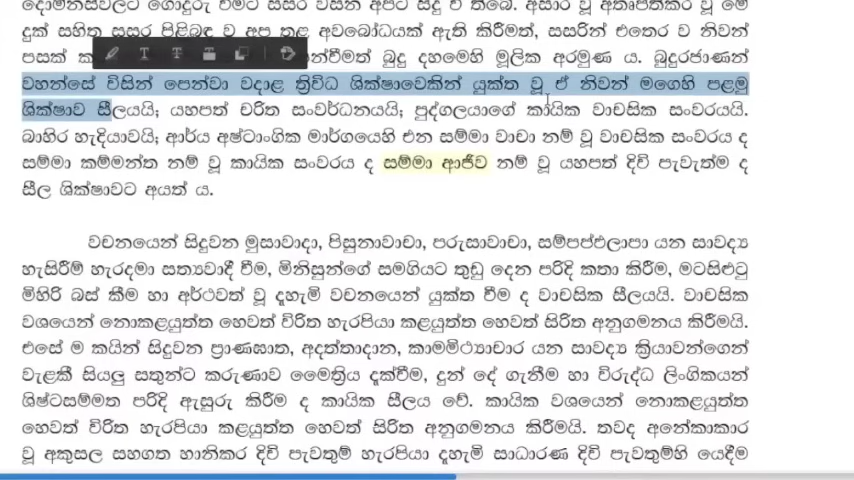 දොම්නස්වලට ගොදුරු වීමට සසර වසන අපට සිදු වී තිබේ. අසාර වූ අතෘප්තිකර වූ මේ
දුක් සහිත සසර පිළිබඳ ව අප තුළ අවබෝධයක් ඇති කිරීමත්, සසරින් එතෙර ව නිවන්
පසක් ක න්වීමත් බුදු දහමෙහි මූලික අරමුණ ය. බුදුරජාණන්
වහන්සේ විසින් පෙන්වා වදාළ ත්‍රිවිධ ශික්ෂාවෙකින් යුක්ත වූ ඒ නිවන් මගෙහි පළමු
ශික්ෂාව සීලයයි; යහපත් චරිත සංවර්ධනයයි; පුද්ගලයාගේ කායික වාචසික සංවරයයි.
බාහිර හැදියාවයි; ආර්ය අෂ්ටාංගික මාර්ගයෙහි එන සම්මා වාචා නම් වූ වාචසික සංවරය ද
සම්මා කම්මන්ත නම් වූ කායික සංවරය ද සම්මා ආජීව නම් වූ යහපත් දිවි පැවැත්ම ද
සීල ශික්ෂාවට අයත් ය.
වචනයෙන් සිදුවන මුසාවාදා, පිසුනාවාචා, පරුසාවාචා, සම්පප්ඵලාපා යන සාවද්‍ය
හැසිරීම් හැරදමා සත්‍යවාදී වීම, මිනිසුන්ගේ සමගියට තුඩු දෙන පරිදි කතා කිරීම, මටසිළුටු
මිහිරි බස් කීම හා අර්ථවත් වූ දැහැමි වචනයෙන් යුක්ත වීම ද වාචසික සීලයයි. වාචසික
වශයෙන් නොකළයුත්ත හෙවත් චිරිත හැරපියා කළයුත්ත හෙවත් සිරිත අනුගමනය කිරීමයි.
එසේ ම කයින් සිදුවන ප්‍රාණඝාත, අදත්තාදාන, කාමමිථ්‍යාචාර යන සාවද්‍ය ක්‍රියාවන්ගෙන්
වැළකී සියලු සතුන්ට කරුණාව මෛත්‍රිය දැක්වීම, දුන් දේ ගැනීම හා විරුද්ධ ලිංගිකයන්
ශිෂ්ටසම්මත පරිදි ඇසුරු කිරීම ද කායික සීලය වේ. කායික වශයෙන් නොකළයුත්ත
හෙවත් චිරිත හැරපියා කළයුත්ත හෙවත් සිරිත අනුගමනය කිරීමයි. තවද අනේකාකාර
වූ අකුසල සහගත හානිකර දිවි පැවතුම් හැරපියා දැහැමි සාධාරණ දිවි පැවතුම්හි යෙදීම